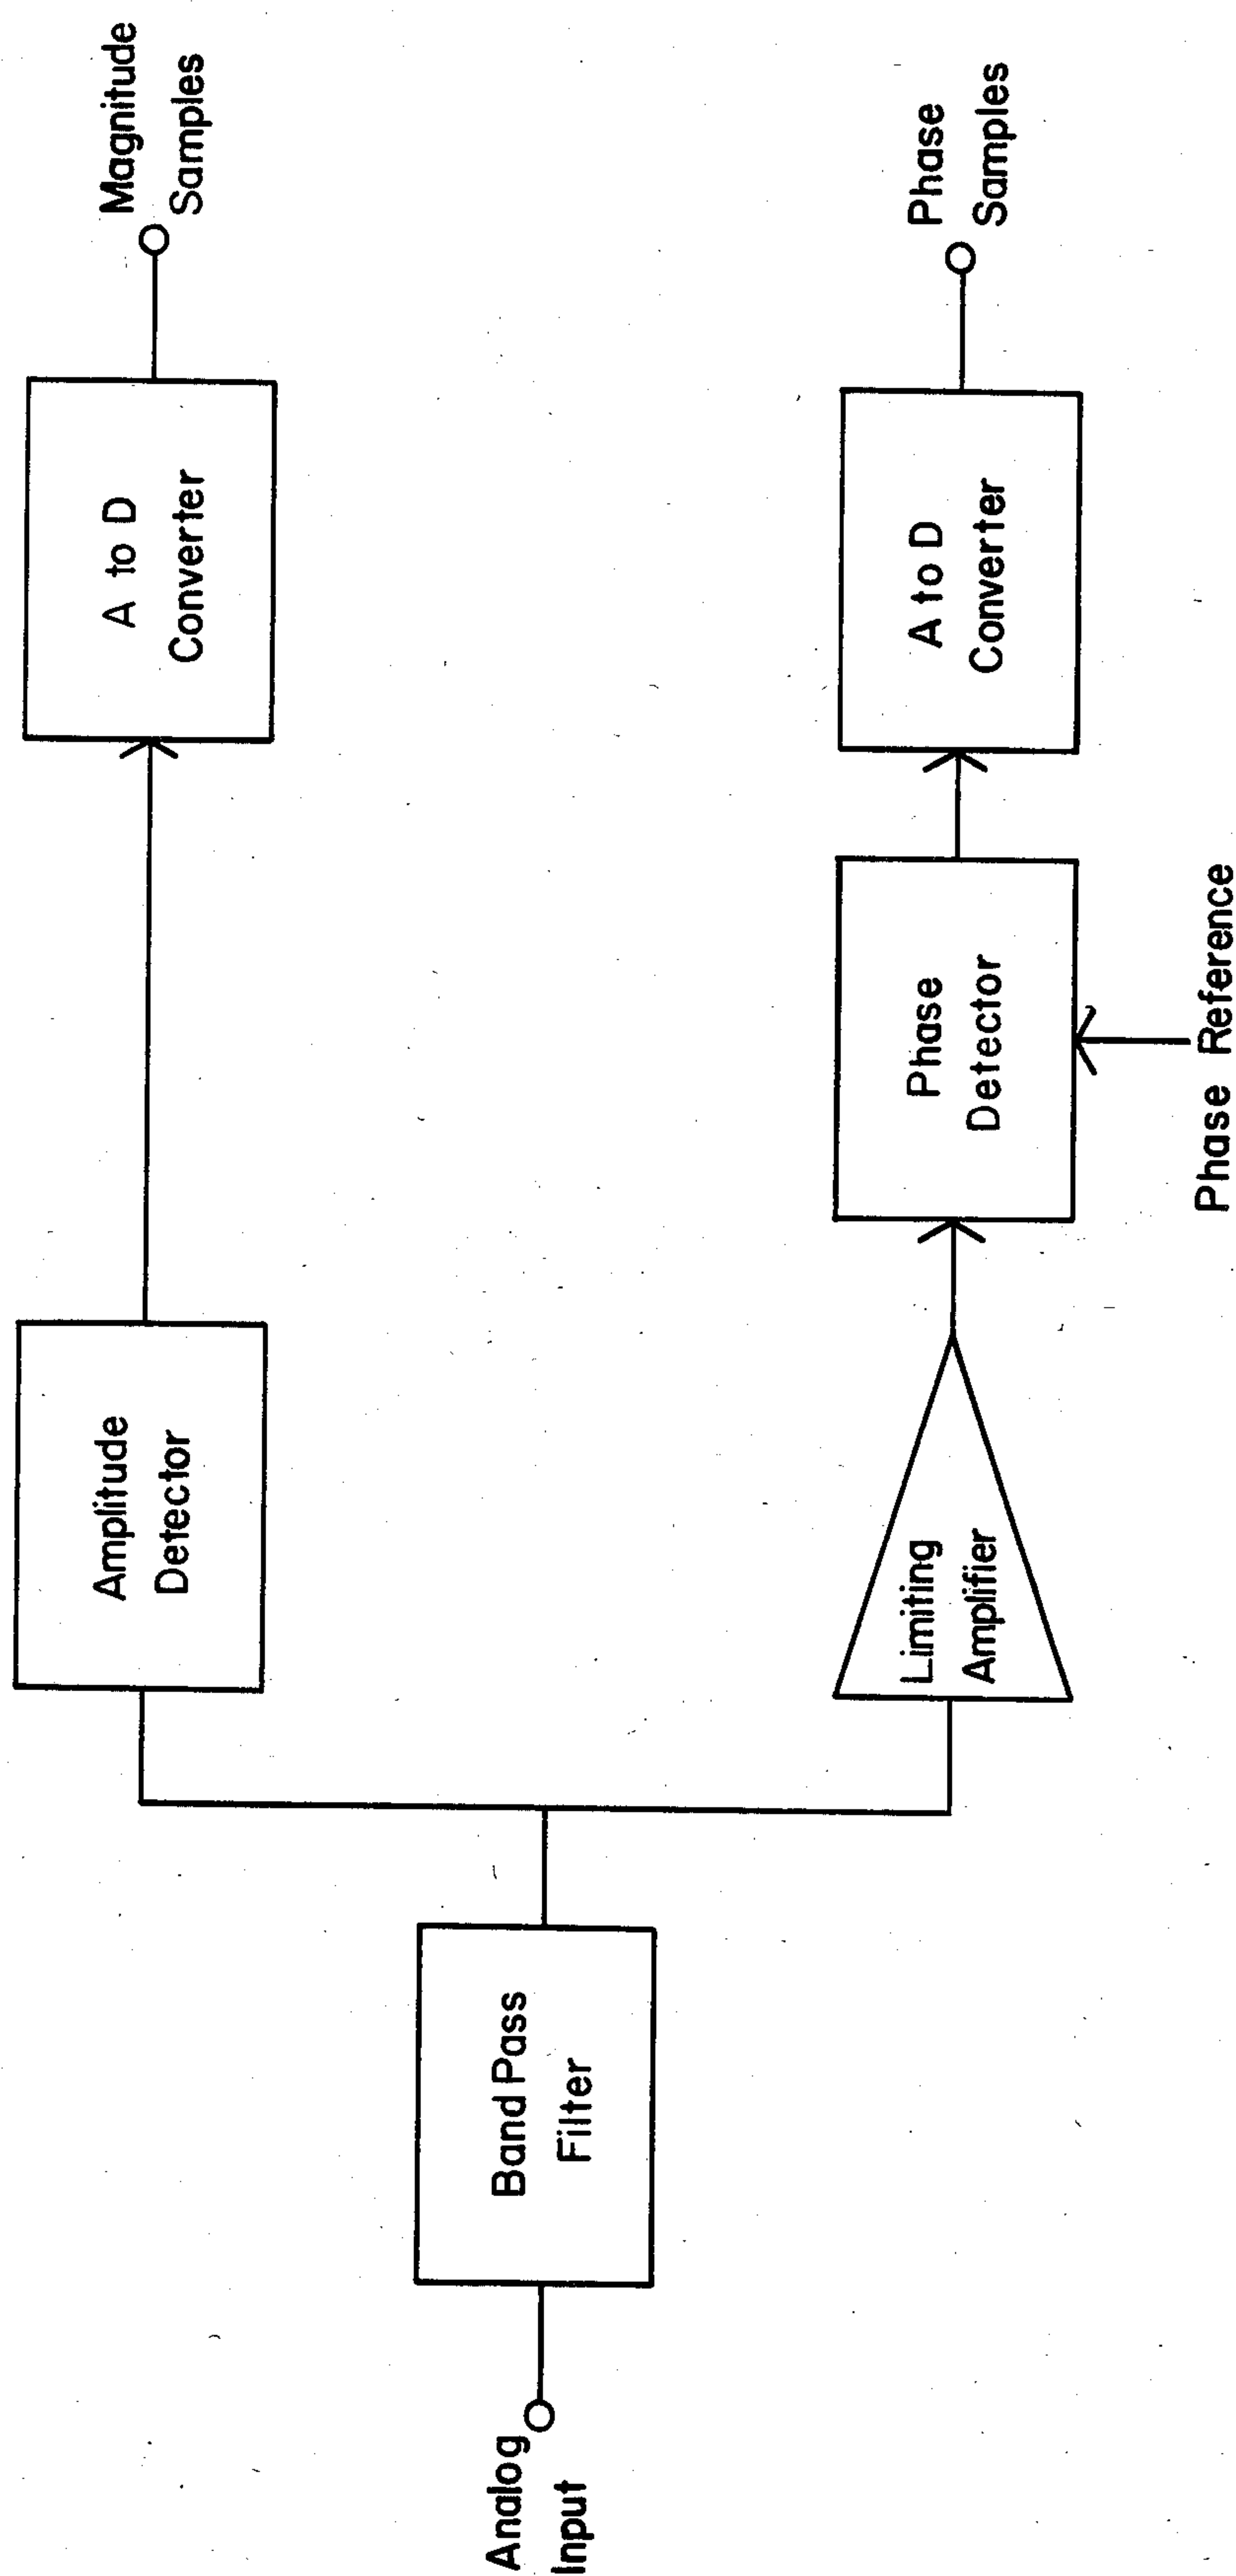 Analog
Input
Band Pass
Filter
Amplitude
Detector
A to D
Converter
Magnitude
Samples
Limiting
Amplifier
Phase
Detector
Phase Reference
A to D
Converter
Phase
Samples